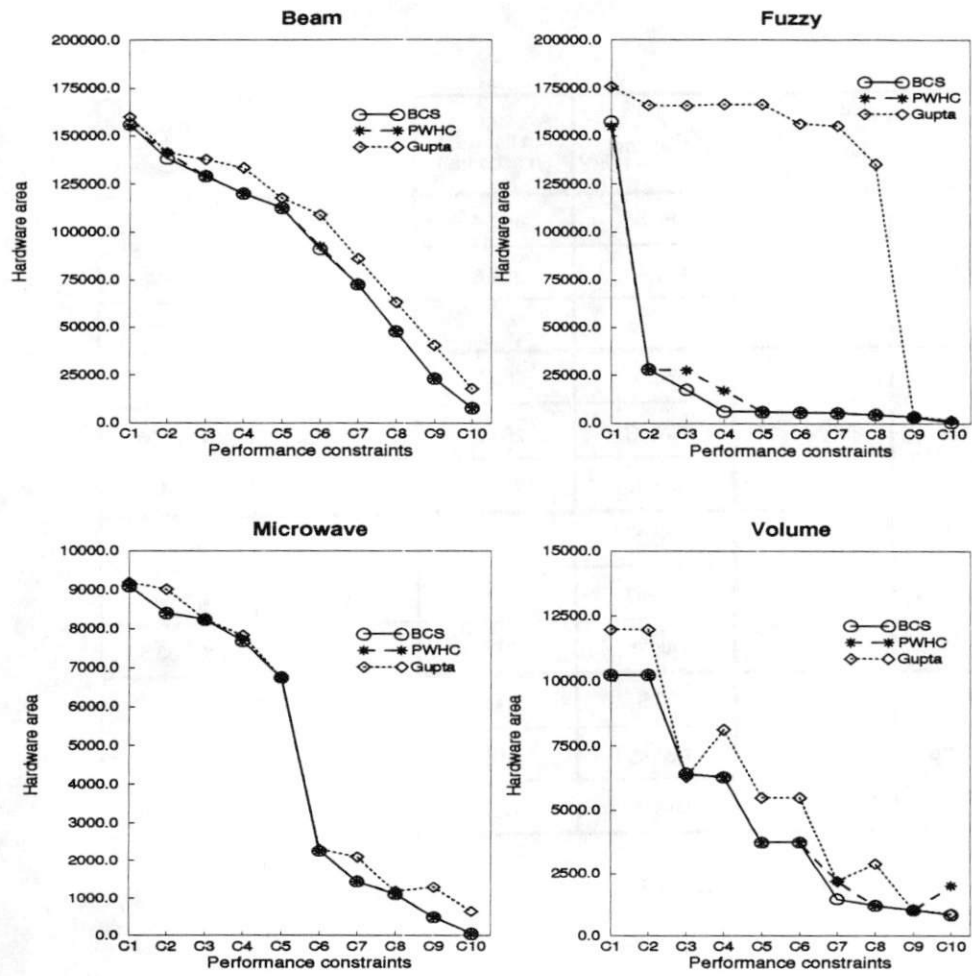 Beam
200000.0
175000.0
150000.0
125000.0
100000.0
75000.0
50000.0
25000.0
0.0
Hardware area
BCS
PWHC
Gupta
C1 C2 C3 C4 C5 C6 C7 C8 C9 C10
Performance constraints
Fuzzy
200000.0
175000.0
150000.0
125000.0
100000.0
75000.0
50000.0
25000.0
0.0
Hardware area
BCS
PWHC
Gupta
C1 C2 C3 C4 C5 C6 C7 C8 C9 C10
Performance constraints
Microwave
10000.0
9000.0
8000.0
7000.0
6000.0
5000.0
4000.0
3000.0
2000.0
1000.0
0.0
Hardware area
BCS
PWHC
Gupta
C1 C2 C3 C4 C5 C6 C7 C8 C9 C10
Performance constraints
Volume
15000.0
12500.0
10000.0
7500.0
5000.0
2500.0
0.0
Hardware area
BCS
PWHC
Gupta
C1 C2 C3 C4 C5 C6 C7 C8 C9 C10
Performance constraints